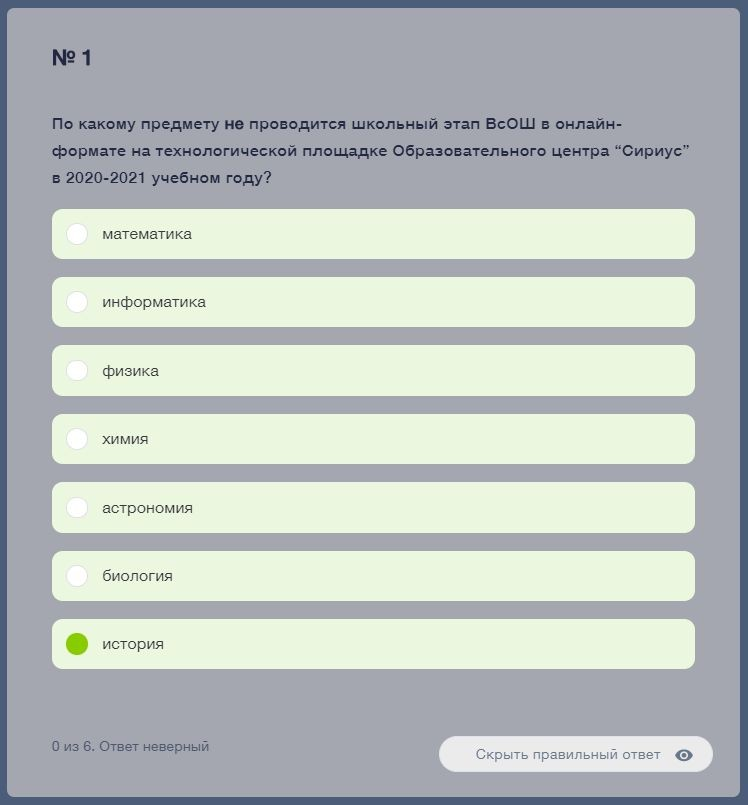 № 1
По какому предмету не проводится школьный этап ВсОШ в онлайн-
формате на технологической площадке Образовательного центра “Сириус”
в 2020-2021 учебном году?
математика
информатика
физика
химия
астрономия
биология
история
0 из 6. Ответ неверный
Скрыть правильный ответ